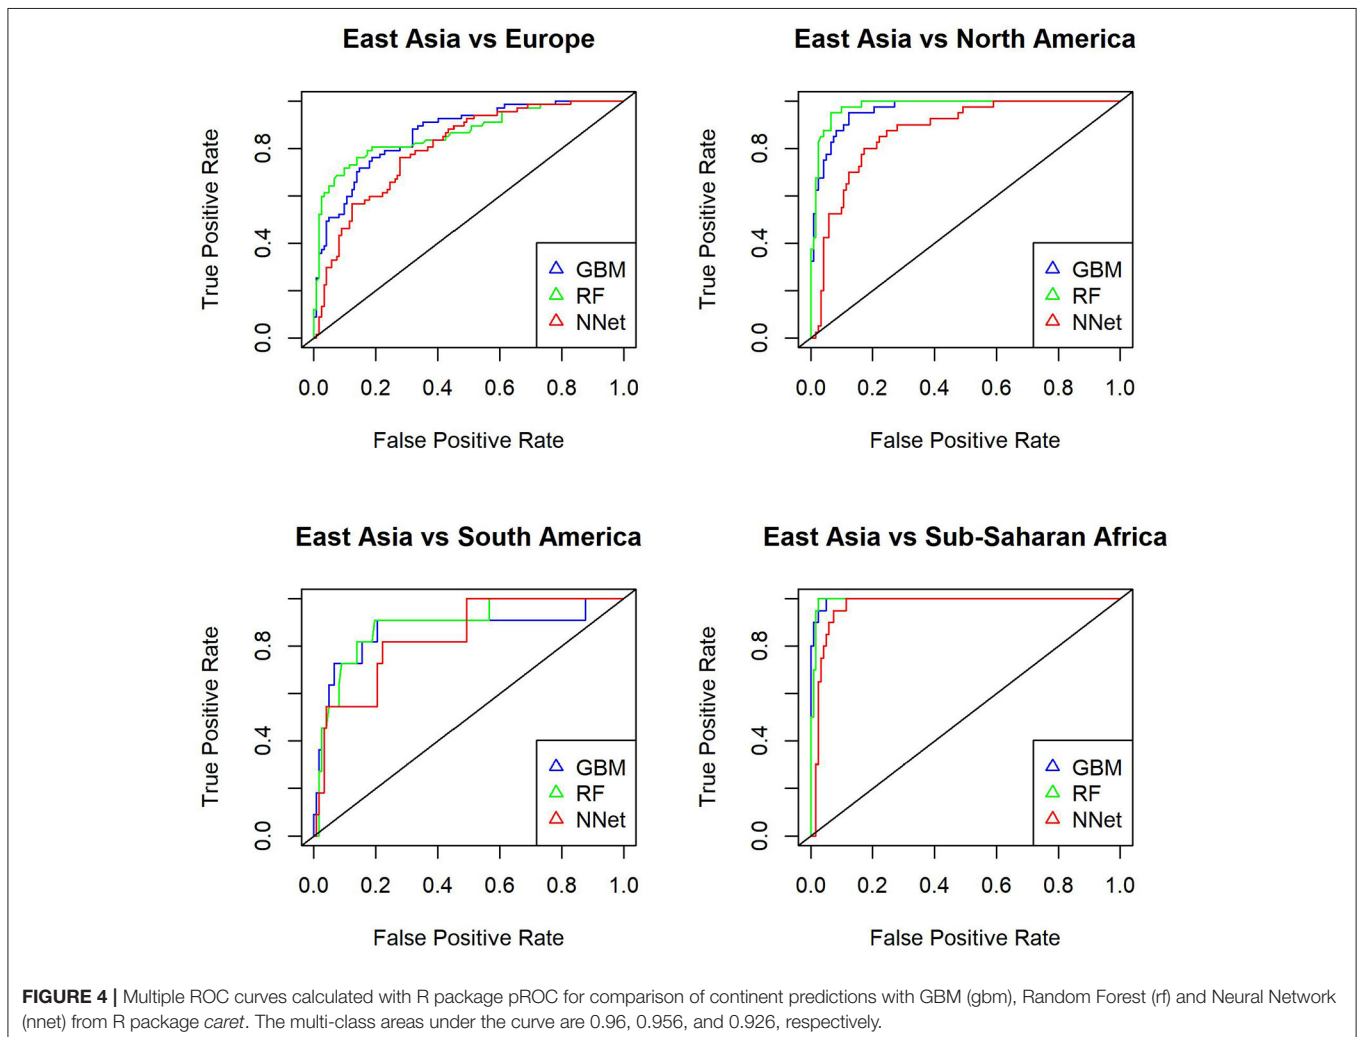 East Asia vs Europe
True Positive Rate
0.0 0.4 0.8
0.0 0.2 0.4 0.6 0.8 1.0
False Positive Rate
GBM
RF
NNet
East Asia vs North America
True Positive Rate
0.0 0.4 0.8
0.0 0.2 0.4 0.6 0.8 1.0
False Positive Rate
GBM
RF
NNet
East Asia vs South America
True Positive Rate
0.0 0.4 0.8
0.0 0.2 0.4 0.6 0.8 1.0
False Positive Rate
GBM
RF
NNet
East Asia vs Sub-Saharan Africa
True Positive Rate
0.0 0.4 0.8
0.0 0.2 0.4 0.6 0.8 1.0
False Positive Rate
GBM
RF
NNet
FIGURE 4 | Multiple ROC curves calculated with R package pROC for comparison of continent predictions with GBM (gbm), Random Forest (rf) and Neural Network
(nnet) from R package caret. The multi-class areas under the curve are 0.96, 0.956, and 0.926, respectively.